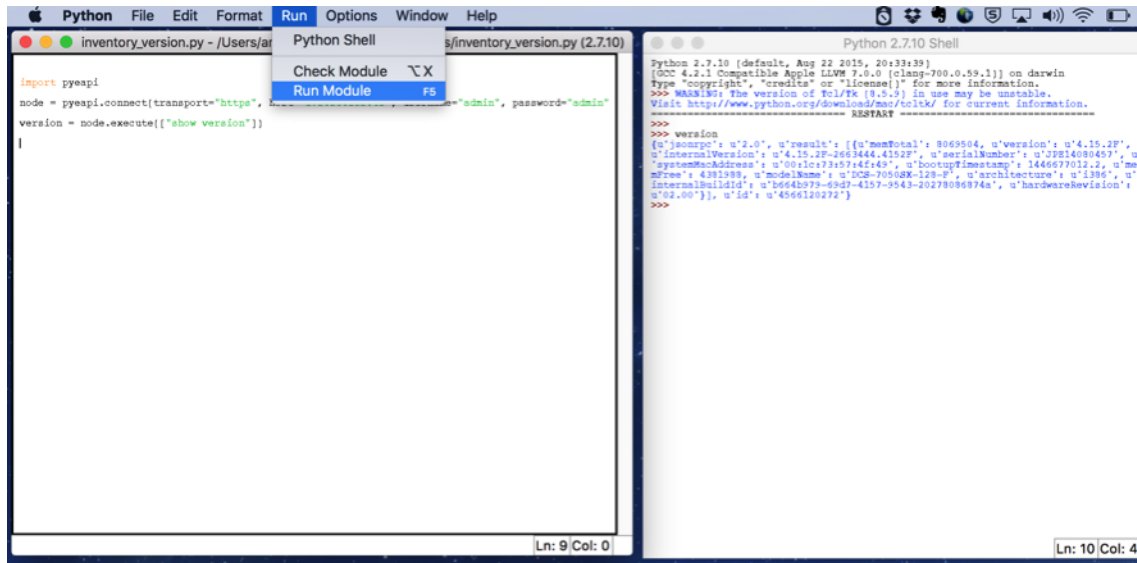 Python File Edit Format Run Options Window Help
inventory_version.py - /Users/ar
s/inventory_version.py (2.7.10)
Python Shell
Check Module ⌥X
Run Module F5
import pyeapi
node = pyeapi.connect(transport="https", ="admin", password="admin"
version = node.execute(["show version"])
Ln: 9 Col: 0
Python 2.7.10 Shell
Python 2.7.10 (default, Aug 22 2015, 20:33:39)
[GCC 4.2.1 Compatible Apple LLVM 7.0.0 (clang-700.0.59.1)] on darwin
Type "copyright", "credits" or "license()" for more information.
>>> WARNING: The version of Tcl/Tk (8.5.9) in use may be unstable.
Visit http://www.python.org/download/mac/tcltk/ for current information.
================================ RESTART ================================
>>>
>>> version
{u'jsonrpc': u'2.0', u'result': [{u'memTotal': 8069504, u'version': u'4.15.2F',
u'internalVersion': u'4.15.2F-2663444.4152F', u'serialNumber': u'JPE14080457', u
'systemMacAddress': u'00:1c:73:57:4f:49', u'bootupTimestamp': 1446677012.2, u'me
mFree': 4381988, u'modelName': u'DCS-7050SX-128-F', u'architecture': u'i386', u'
internalBuildId': u'b664b979-69d7-4157-9543-20278086874a', u'hardwareRevision':
u'02.00'}], u'id': u'4566120272'}
>>>
Ln: 10 Col: 4